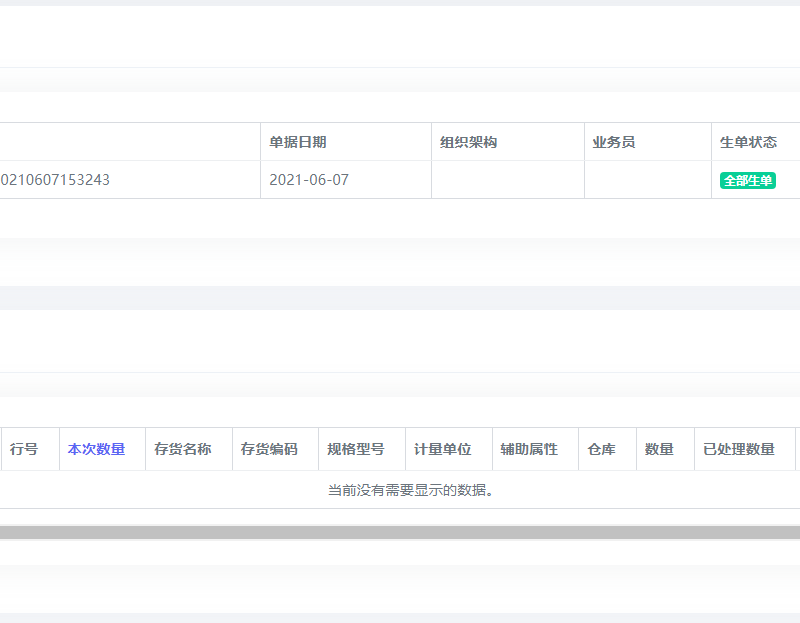 单据日期 组织架构 业务员 生单状态
0210607153243 2021-06-07 全部生单
行号 本次数量 存货名称 存货编码 规格型号 计量单位 辅助属性 仓库 数量 已处理数量
当前没有需要显示的数据。